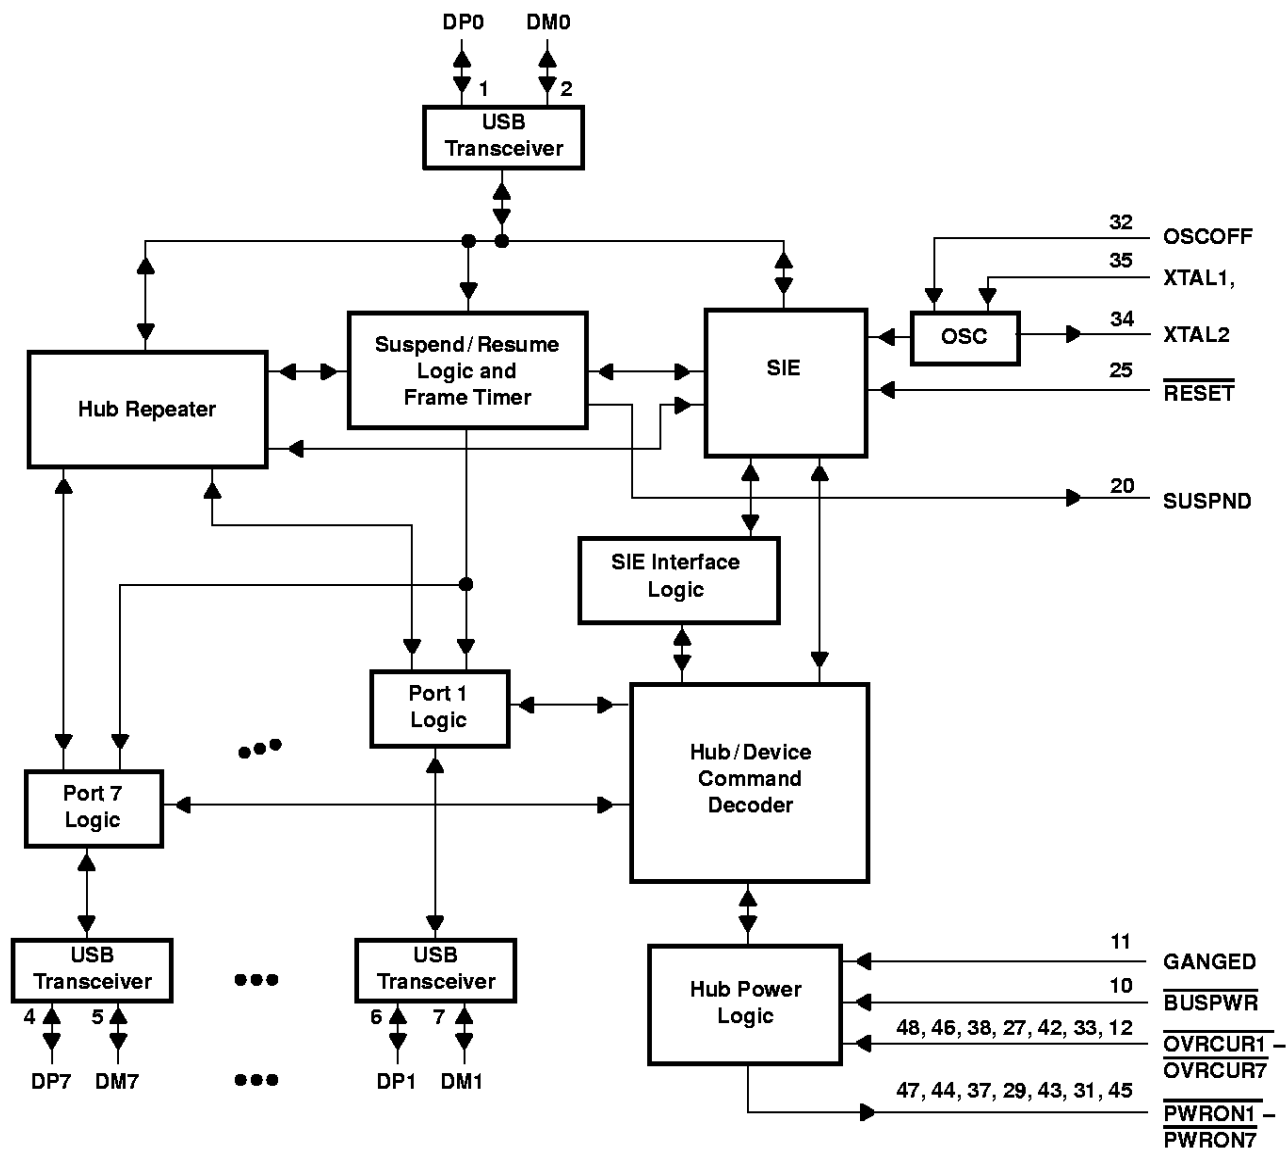 DP0 DM0
1 2
USB
Transceiver
32
OSCOFF
35
XTAL1,
OSC
34
XTAL2
Suspend/Resume
Logic and
Frame Timer
SIE
25
RESET
Hub Repeater
20
SUSPND
SIE Interface
Logic
Port 1
Logic
Hub/Device
Command
Decoder
Port 7
Logic
USB
Transceiver
USB
Transceiver
4 5
6 7
DP7 DM7
DP1 DM1
Hub Power
Logic
11
GANGED
10
BUSPWR
48, 46, 38, 27, 42, 33, 12
OVRCUR1 –
OVRCUR7
47, 44, 37, 29, 43, 31, 45
PWRON1 –
PWRON7